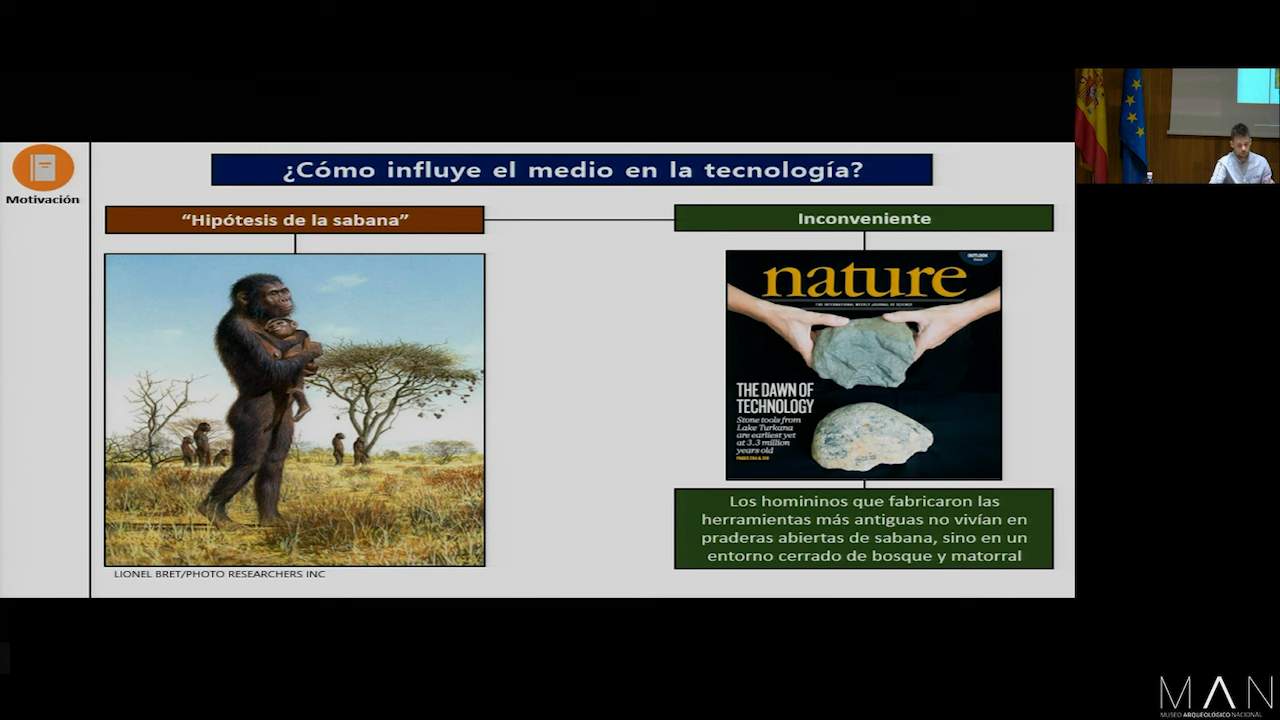 ¿Cómo influye el medio en la tecnología?
Motivación
“Hipótesis de la sabana”
Inconveniente
nature
THE INTERNATIONAL WEEKLY JOURNAL OF SCIENCE
THE DAWN OF
TECHNOLOGY
Stone tools from
Lake Turkana
are earliest yet
at 3.3 million
years old
Los homininos que fabricaron las
herramientas más antiguas no vivían en
praderas abiertas de sabana, sino en un
entorno cerrado de bosque y matorral
LIONEL BRET/PHOTO RESEARCHERS INC
MAN
MUSEO ARQUEOLÓGICO NACIONAL